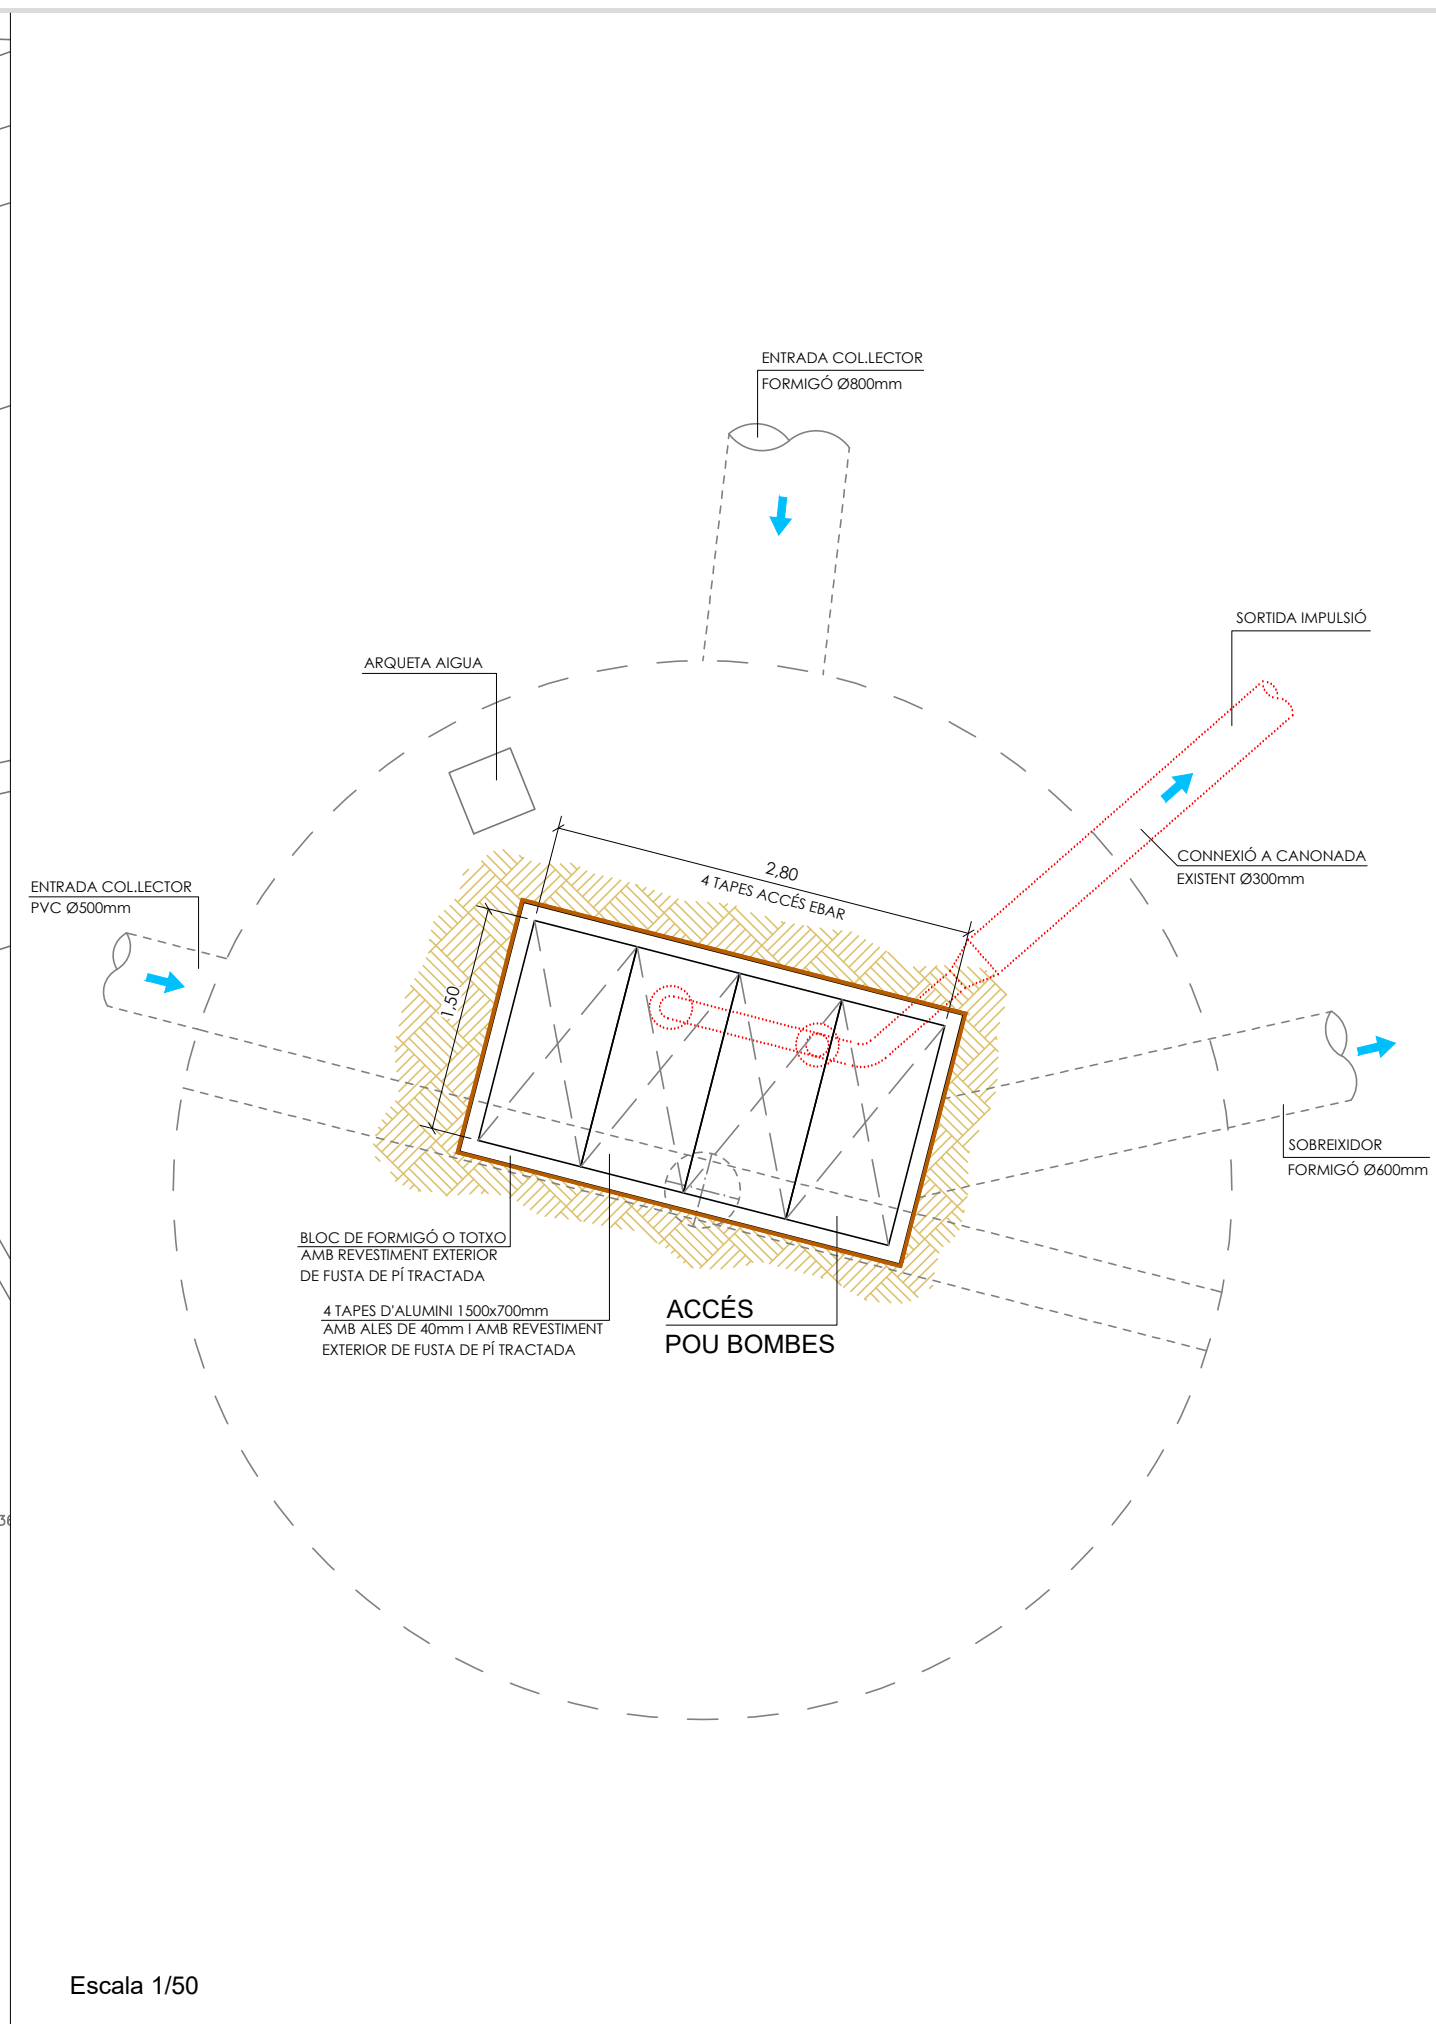 ENTRADA COL.LECTOR
FORMIGÓ Ø800mm
SORTIDA IMPULSIÓ
ARQUETA AIGUA
CONNEXIÓ A CANONADA
EXISTENT Ø300mm
2,80
4 TAPES ACCÉS EBAR
ENTRADA COL.LECTOR
PVC Ø500mm
1,50
SOBREIXIDOR
FORMIGÓ Ø600mm
BLOC DE FORMIGÓ O TOTXO
AMB REVESTIMENT EXTERIOR
DE FUSTA DE PÍ TRACTADA
4 TAPES D'ALUMINI 1500x700mm
AMB ALES DE 40mm I AMB REVESTIMENT
EXTERIOR DE FUSTA DE PÍ TRACTADA
ACCÉS
POU BOMBES
Escala 1/50